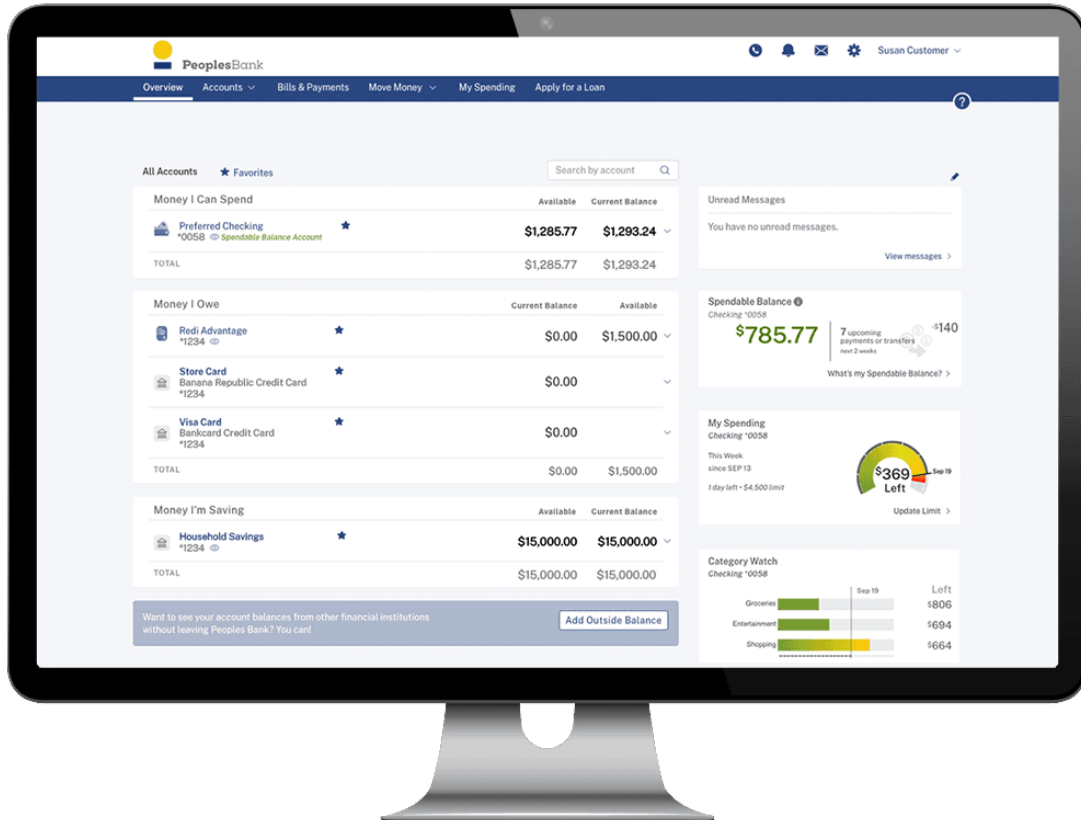 PeoplesBank
Susan Customer
Overview Accounts Bills & Payments Move Money My Spending Apply for a Loan
?
All Accounts Favorites Search by account
Money I Can Spend Available Current Balance
Preferred Checking
*0058 Spendable Balance Account
$1,285.77 $1,293.24
TOTAL $1,285.77 $1,293.24
Money I Owe Current Balance Available
Redi Advantage
*1234
$0.00 $1,500.00
Store Card
Banana Republic Credit Card
*1234
$0.00
Visa Card
Bankcard Credit Card
*1234
$0.00
TOTAL $0.00 $1,500.00
Money I'm Saving Available Current Balance
Household Savings
*1234
$15,000.00 $15,000.00
TOTAL $15,000.00 $15,000.00
Want to see your account balances from other financial institutions
without leaving Peoples Bank? You can!
Add Outside Balance
Unread Messages
You have no unread messages.
View messages
Spendable Balance
Checking *0058
$785.77
7 upcoming
payments or transfers
next 2 weeks
-$140
What's my Spendable Balance?
My Spending
Checking *0058
This Week
since SEP 13
1 day left • $4,500 limit
$369
Left
Sep 19
Update Limit
Category Watch
Checking *0058
Sep 19 Left
Groceries $806
Entertainment $694
Shopping $664